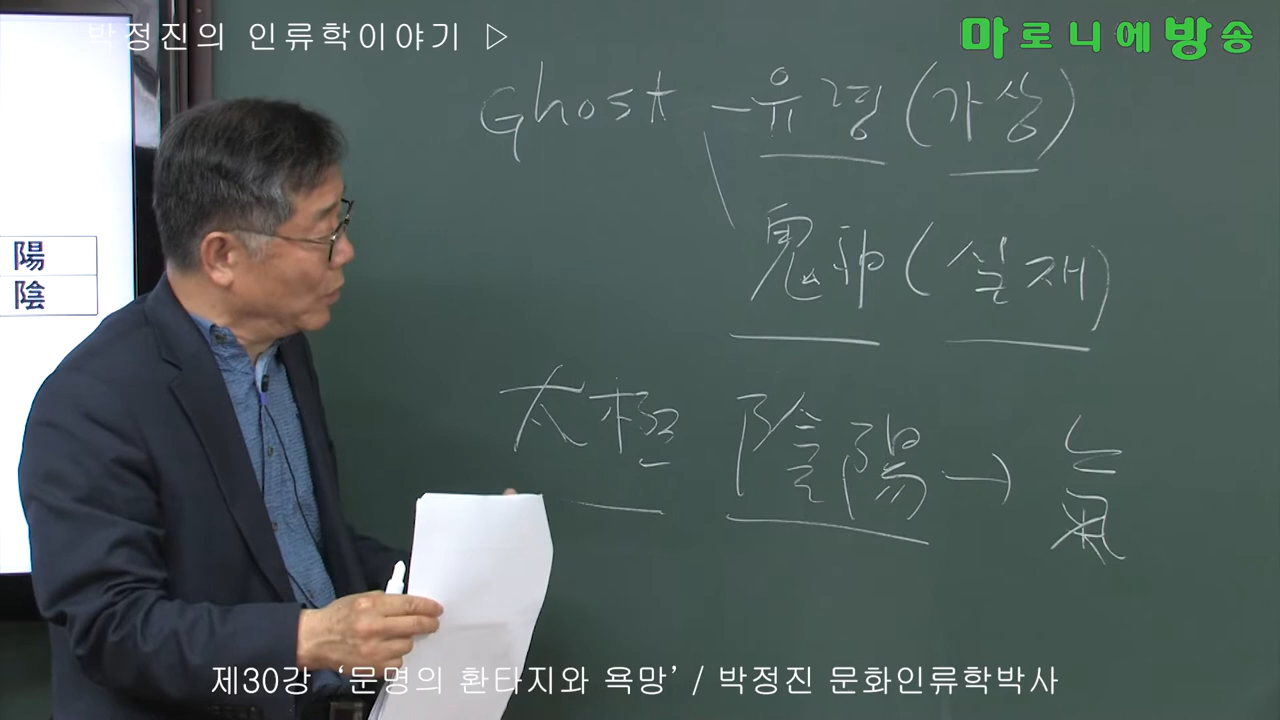 박정진의 인류학이야기 ▷
마로니에방송
Ghost - 유령 (가상)
鬼神 (실재)
陽
陰
太極 陰陽 → 는
氣
제30강 '문명의 환타지와 욕망' / 박정진 문화인류학박사